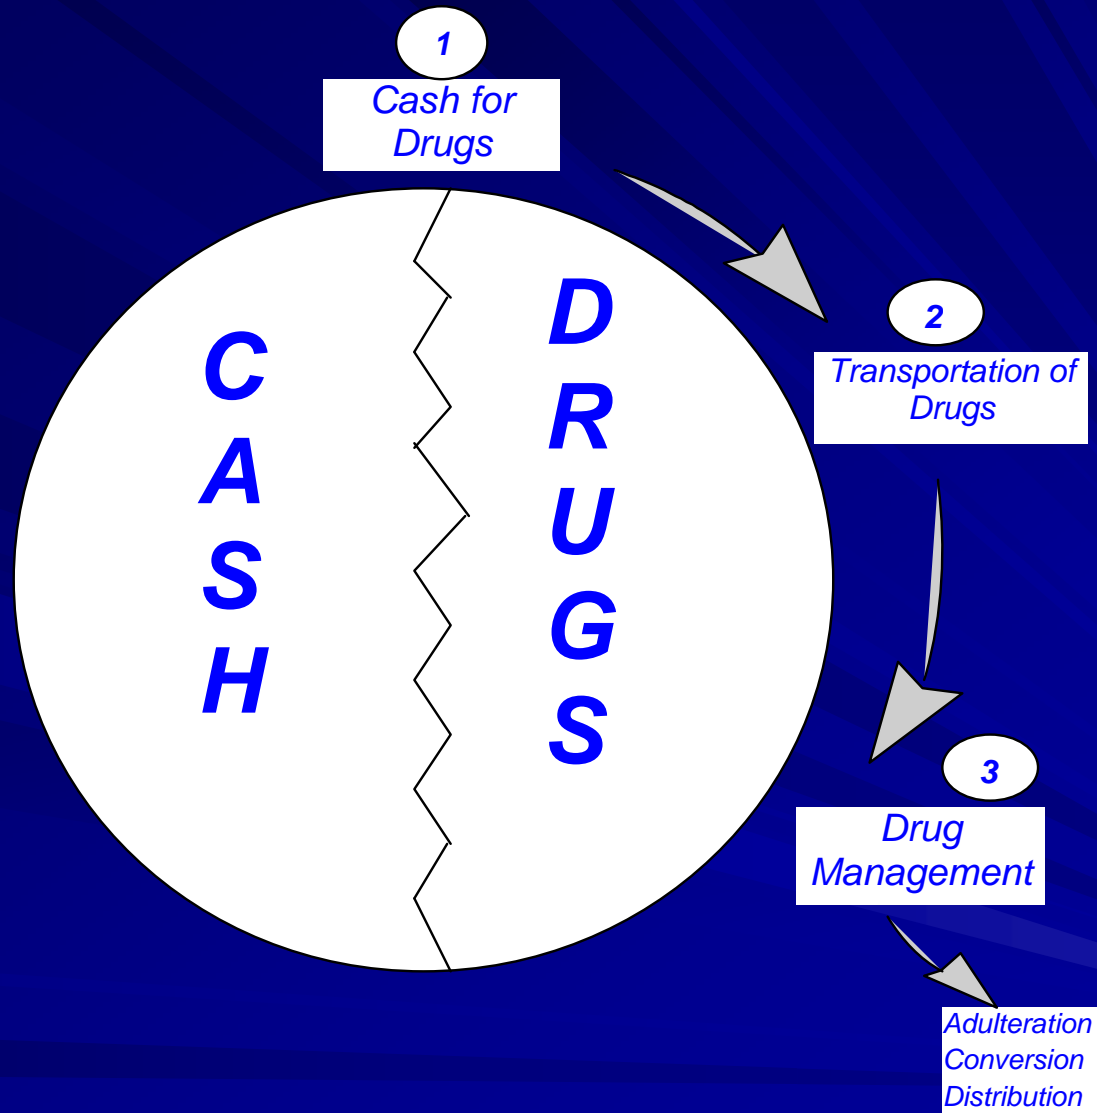 1
Cash for
Drugs
C
A
S
H
D
R
U
G
S
2
Transportation of
Drugs
3
Drug
Management
Adulteration
Conversion
Distribution